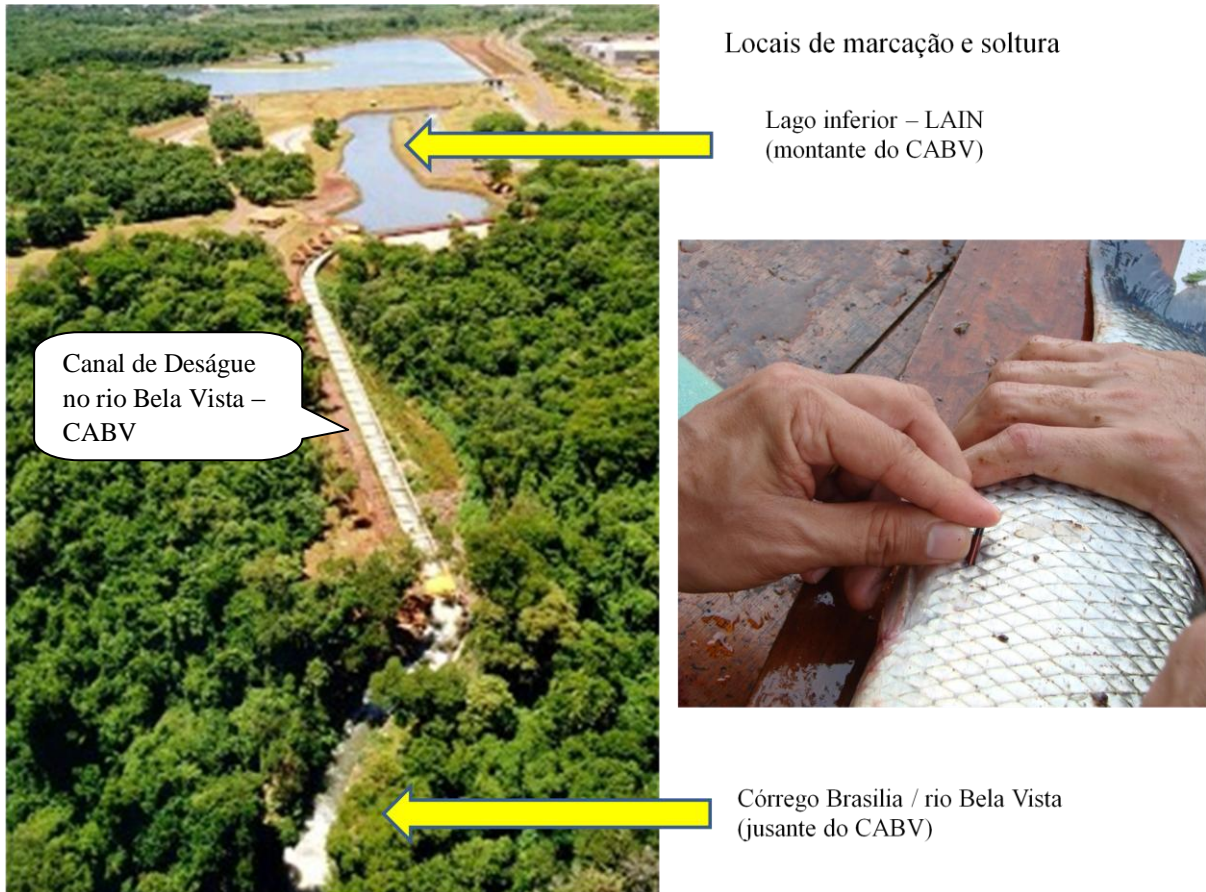 Locais de marcação e soltura
Lago inferior – LAIN
(montante do CABV)
Canal de Deságue
no rio Bela Vista –
CABV
Córrego Brasilia / rio Bela Vista
(jusante do CABV)